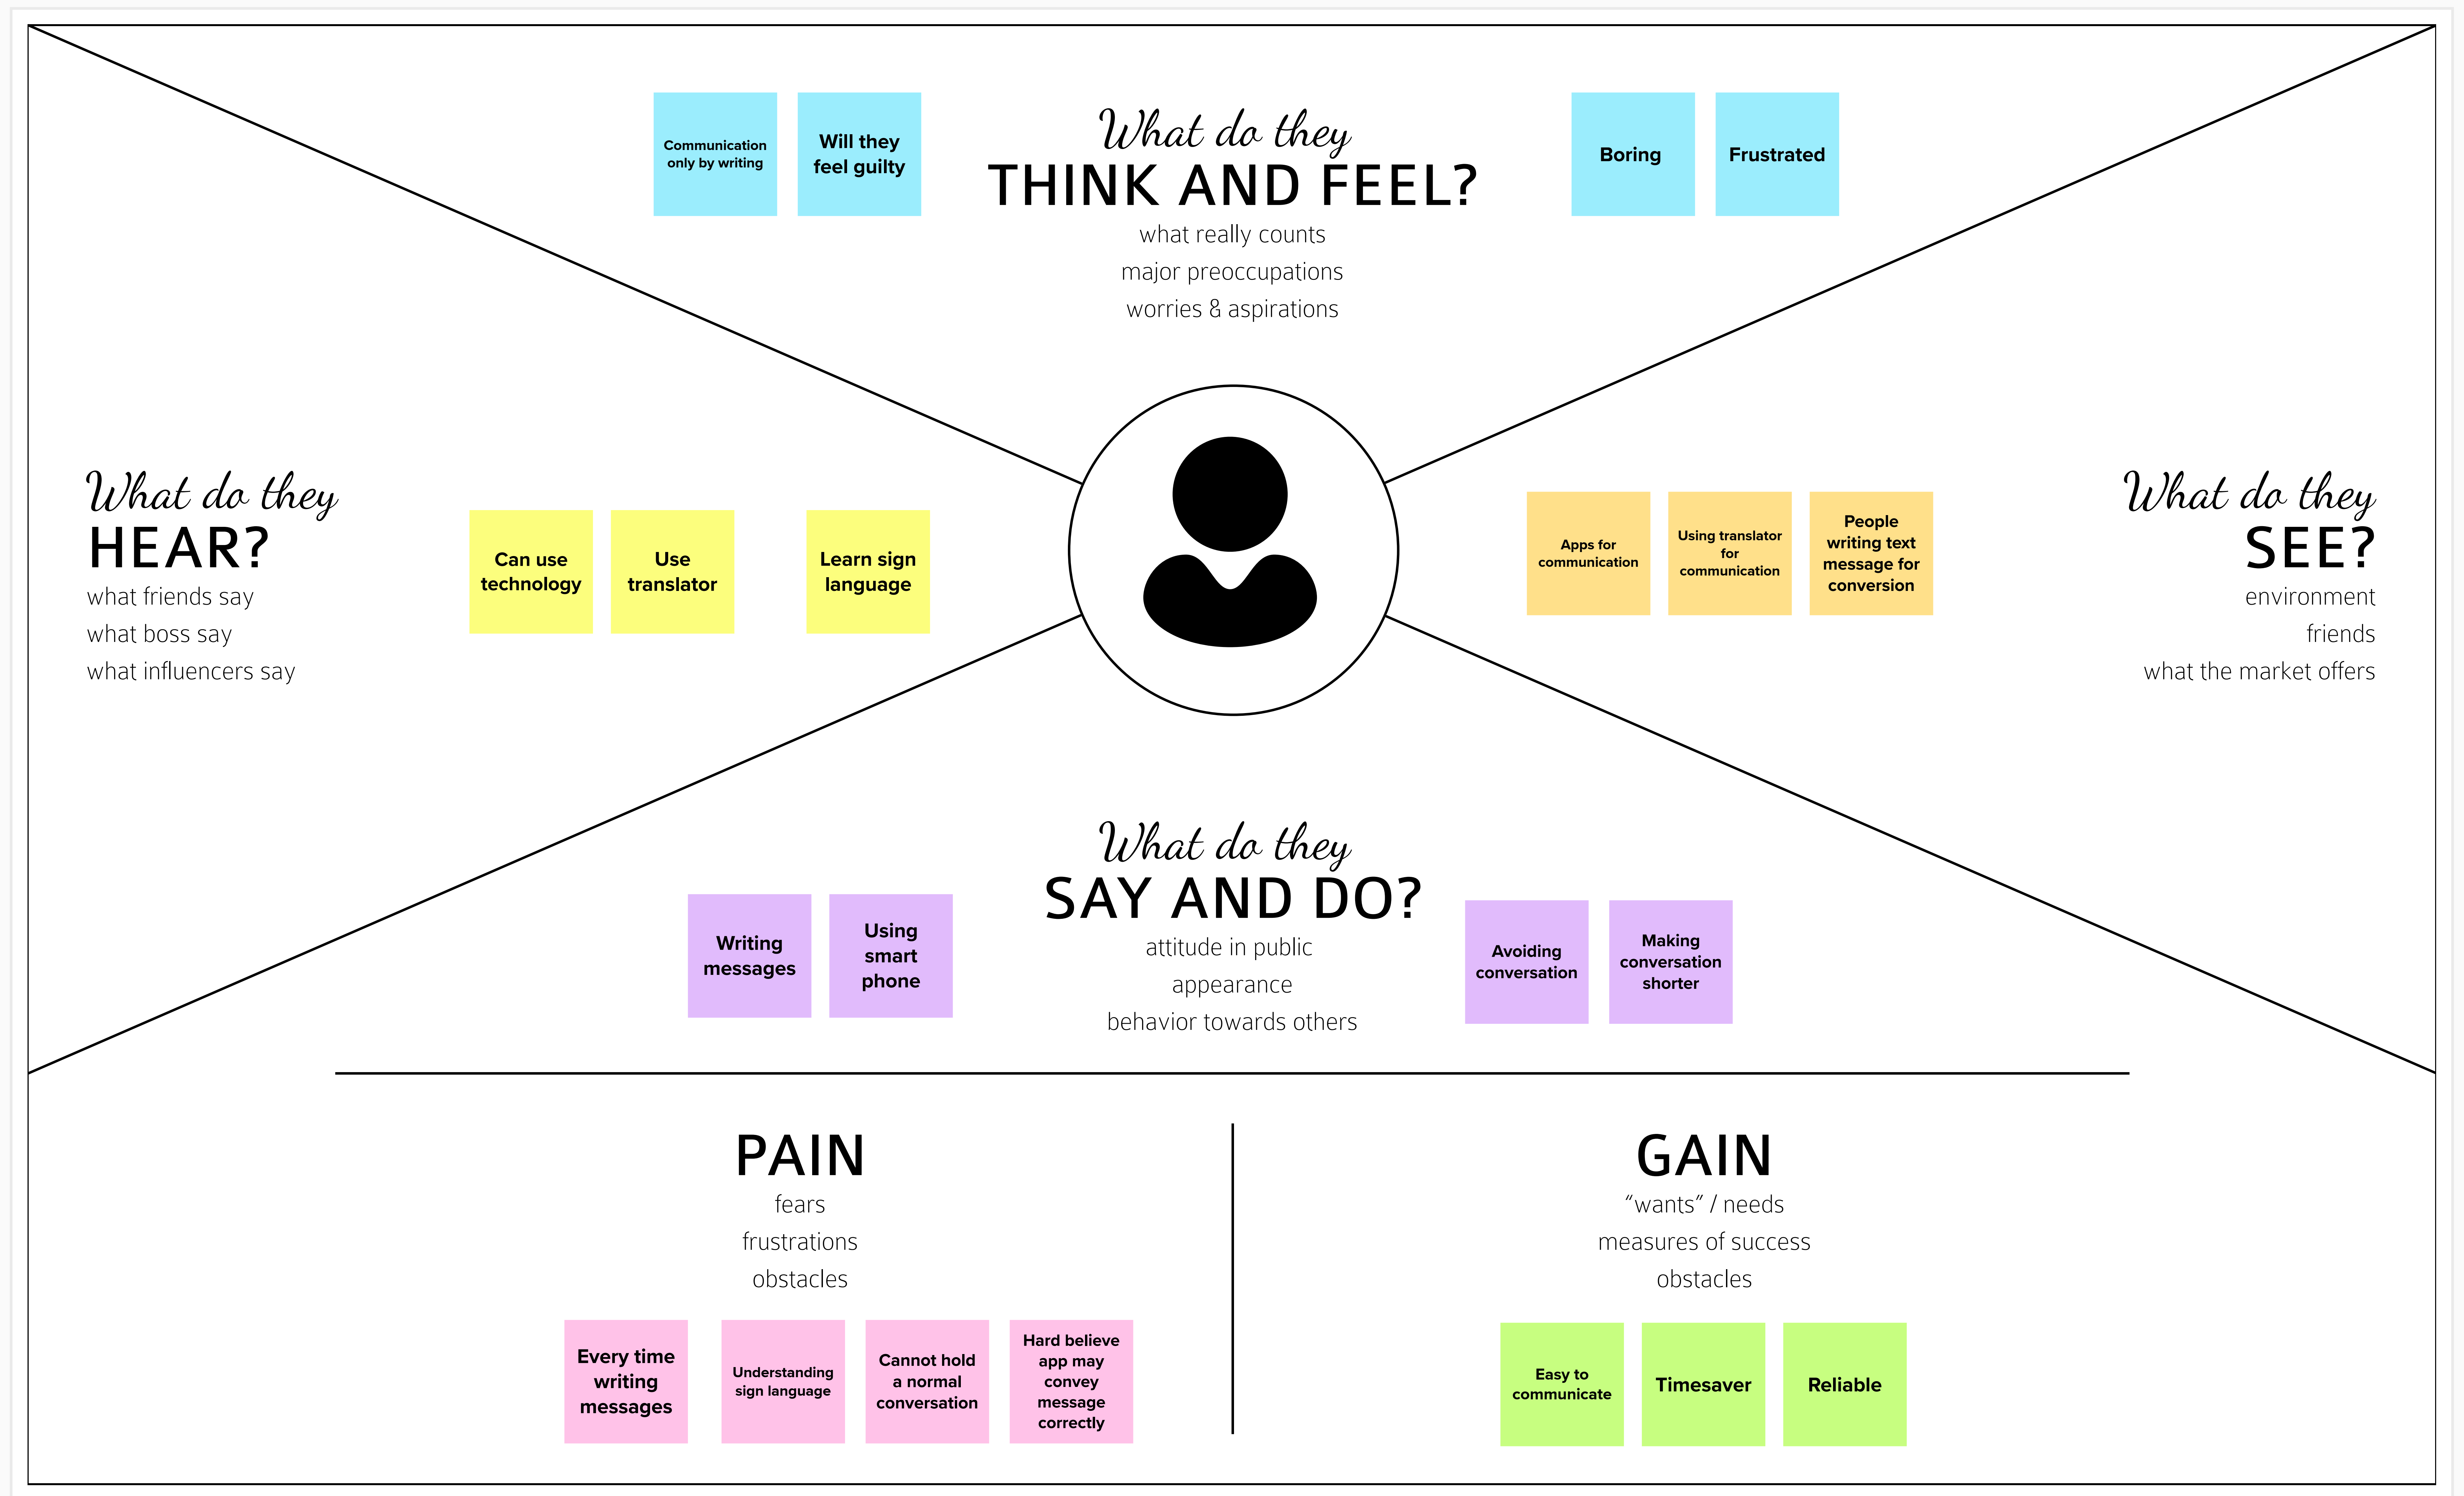 Communication
only by writing
Will they
feel guilty
What do they
THINK AND FEEL?
what really counts
major preoccupations
worries & aspirations
Boring
Frustrated
What do they
HEAR?
what friends say
what boss say
what influencers say
Can use
technology
Use
translator
Learn sign
language
Apps for
communication
Using translator
for
communication
People
writing text
message for
conversion
What do they
SEE?
environment
friends
what the market offers
Writing
messages
Using
smart
phone
What do they
SAY AND DO?
attitude in public
appearance
behavior towards others
Avoiding
conversation
Making
conversation
shorter
PAIN
fears
frustrations
obstacles
Every time
writing
messages
Understanding
sign language
Cannot hold
a normal
conversation
Hard believe
app may
convey
message
correctly
GAIN
“wants” / needs
measures of success
obstacles
Easy to
communicate
Timesaver
Reliable